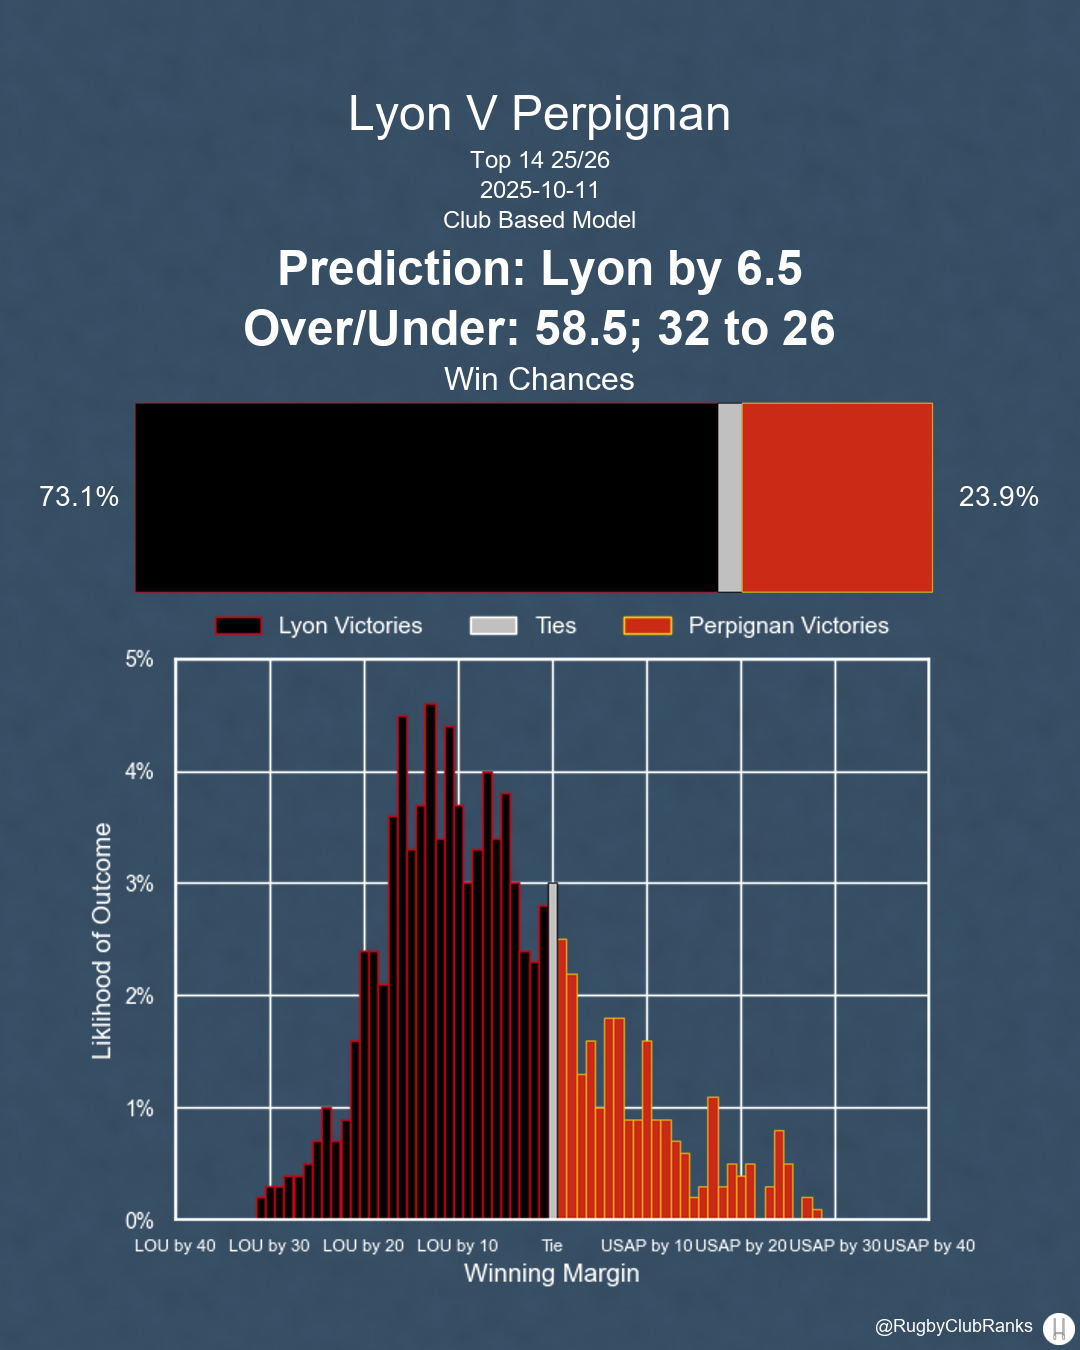 Lyon V Perpignan
Top 14 25/26
2025-10-11
Club Based Model
Prediction: Lyon by 6.5
Over/Under: 58.5; 32 to 26
Win Chances
73.1%
23.9%
Lyon Victories
Ties
Perpignan Victories
5%
4%
3%
2%
1%
0%
Liklihood of Outcome
LOU by 40 LOU by 30 LOU by 20 LOU by 10 Tie USAP by 10 USAP by 20 USAP by 30 USAP by 40
Winning Margin
@RugbyClubRanks